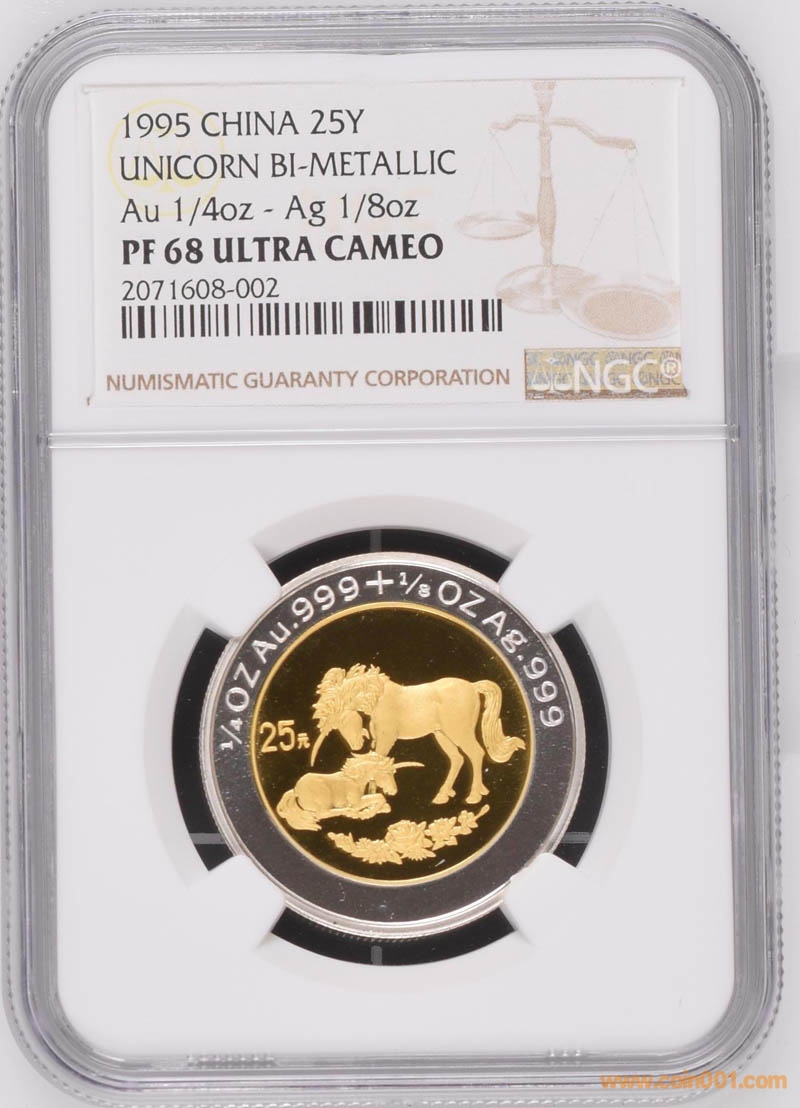 1995 CHINA 25Y
UNICORN BI-METALLIC
Au 1/4oz - Ag 1/8oz
PF 68 ULTRA CAMEO
2071608-002
NUMISMATIC GUARANTY CORPORATION
NGC®
1/4 OZ Au.999+1/8 OZ Ag.999
25元
www.coin001.com